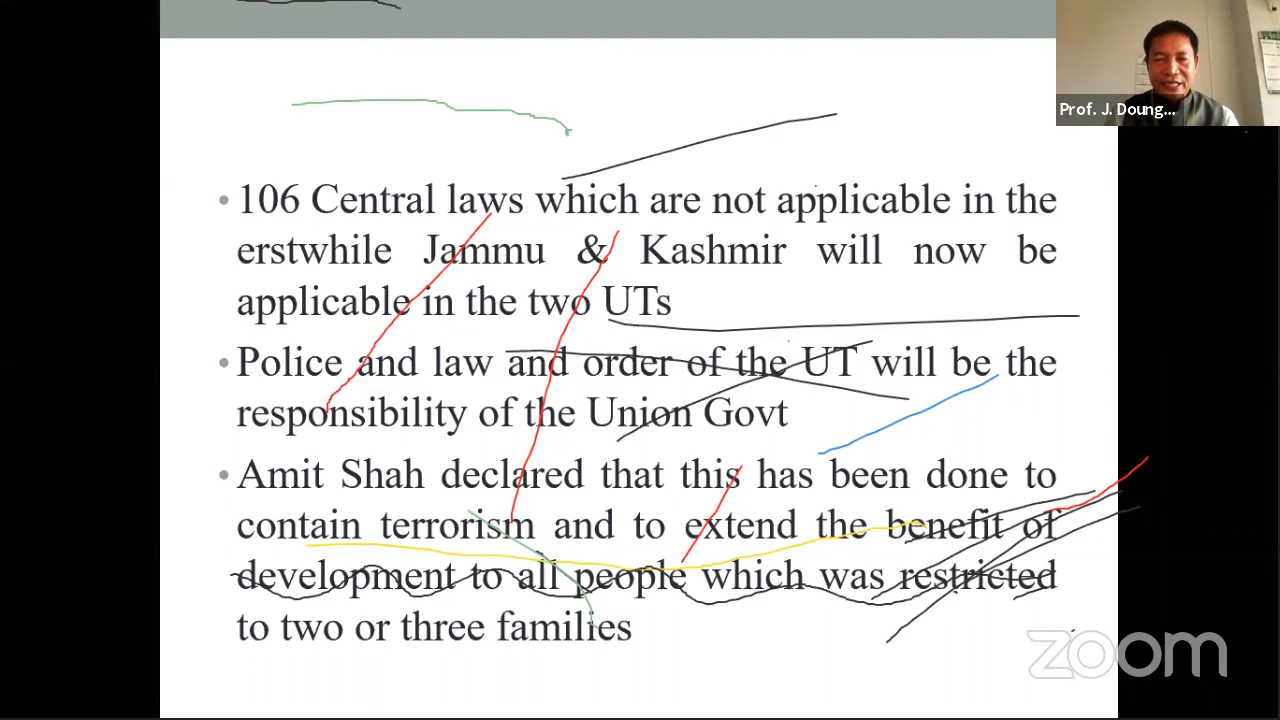 Prof. J. Doung...
• 106 Central laws which are not applicable in the
erstwhile Jammu & Kashmir will now be
applicable in the two UTs
• Police and law and order of the UT will be the
responsibility of the Union Govt
• Amit Shah declared that this has been done to
contain terrorism and to extend the benefit of
development to all people which was restricted
to two or three families
zoom